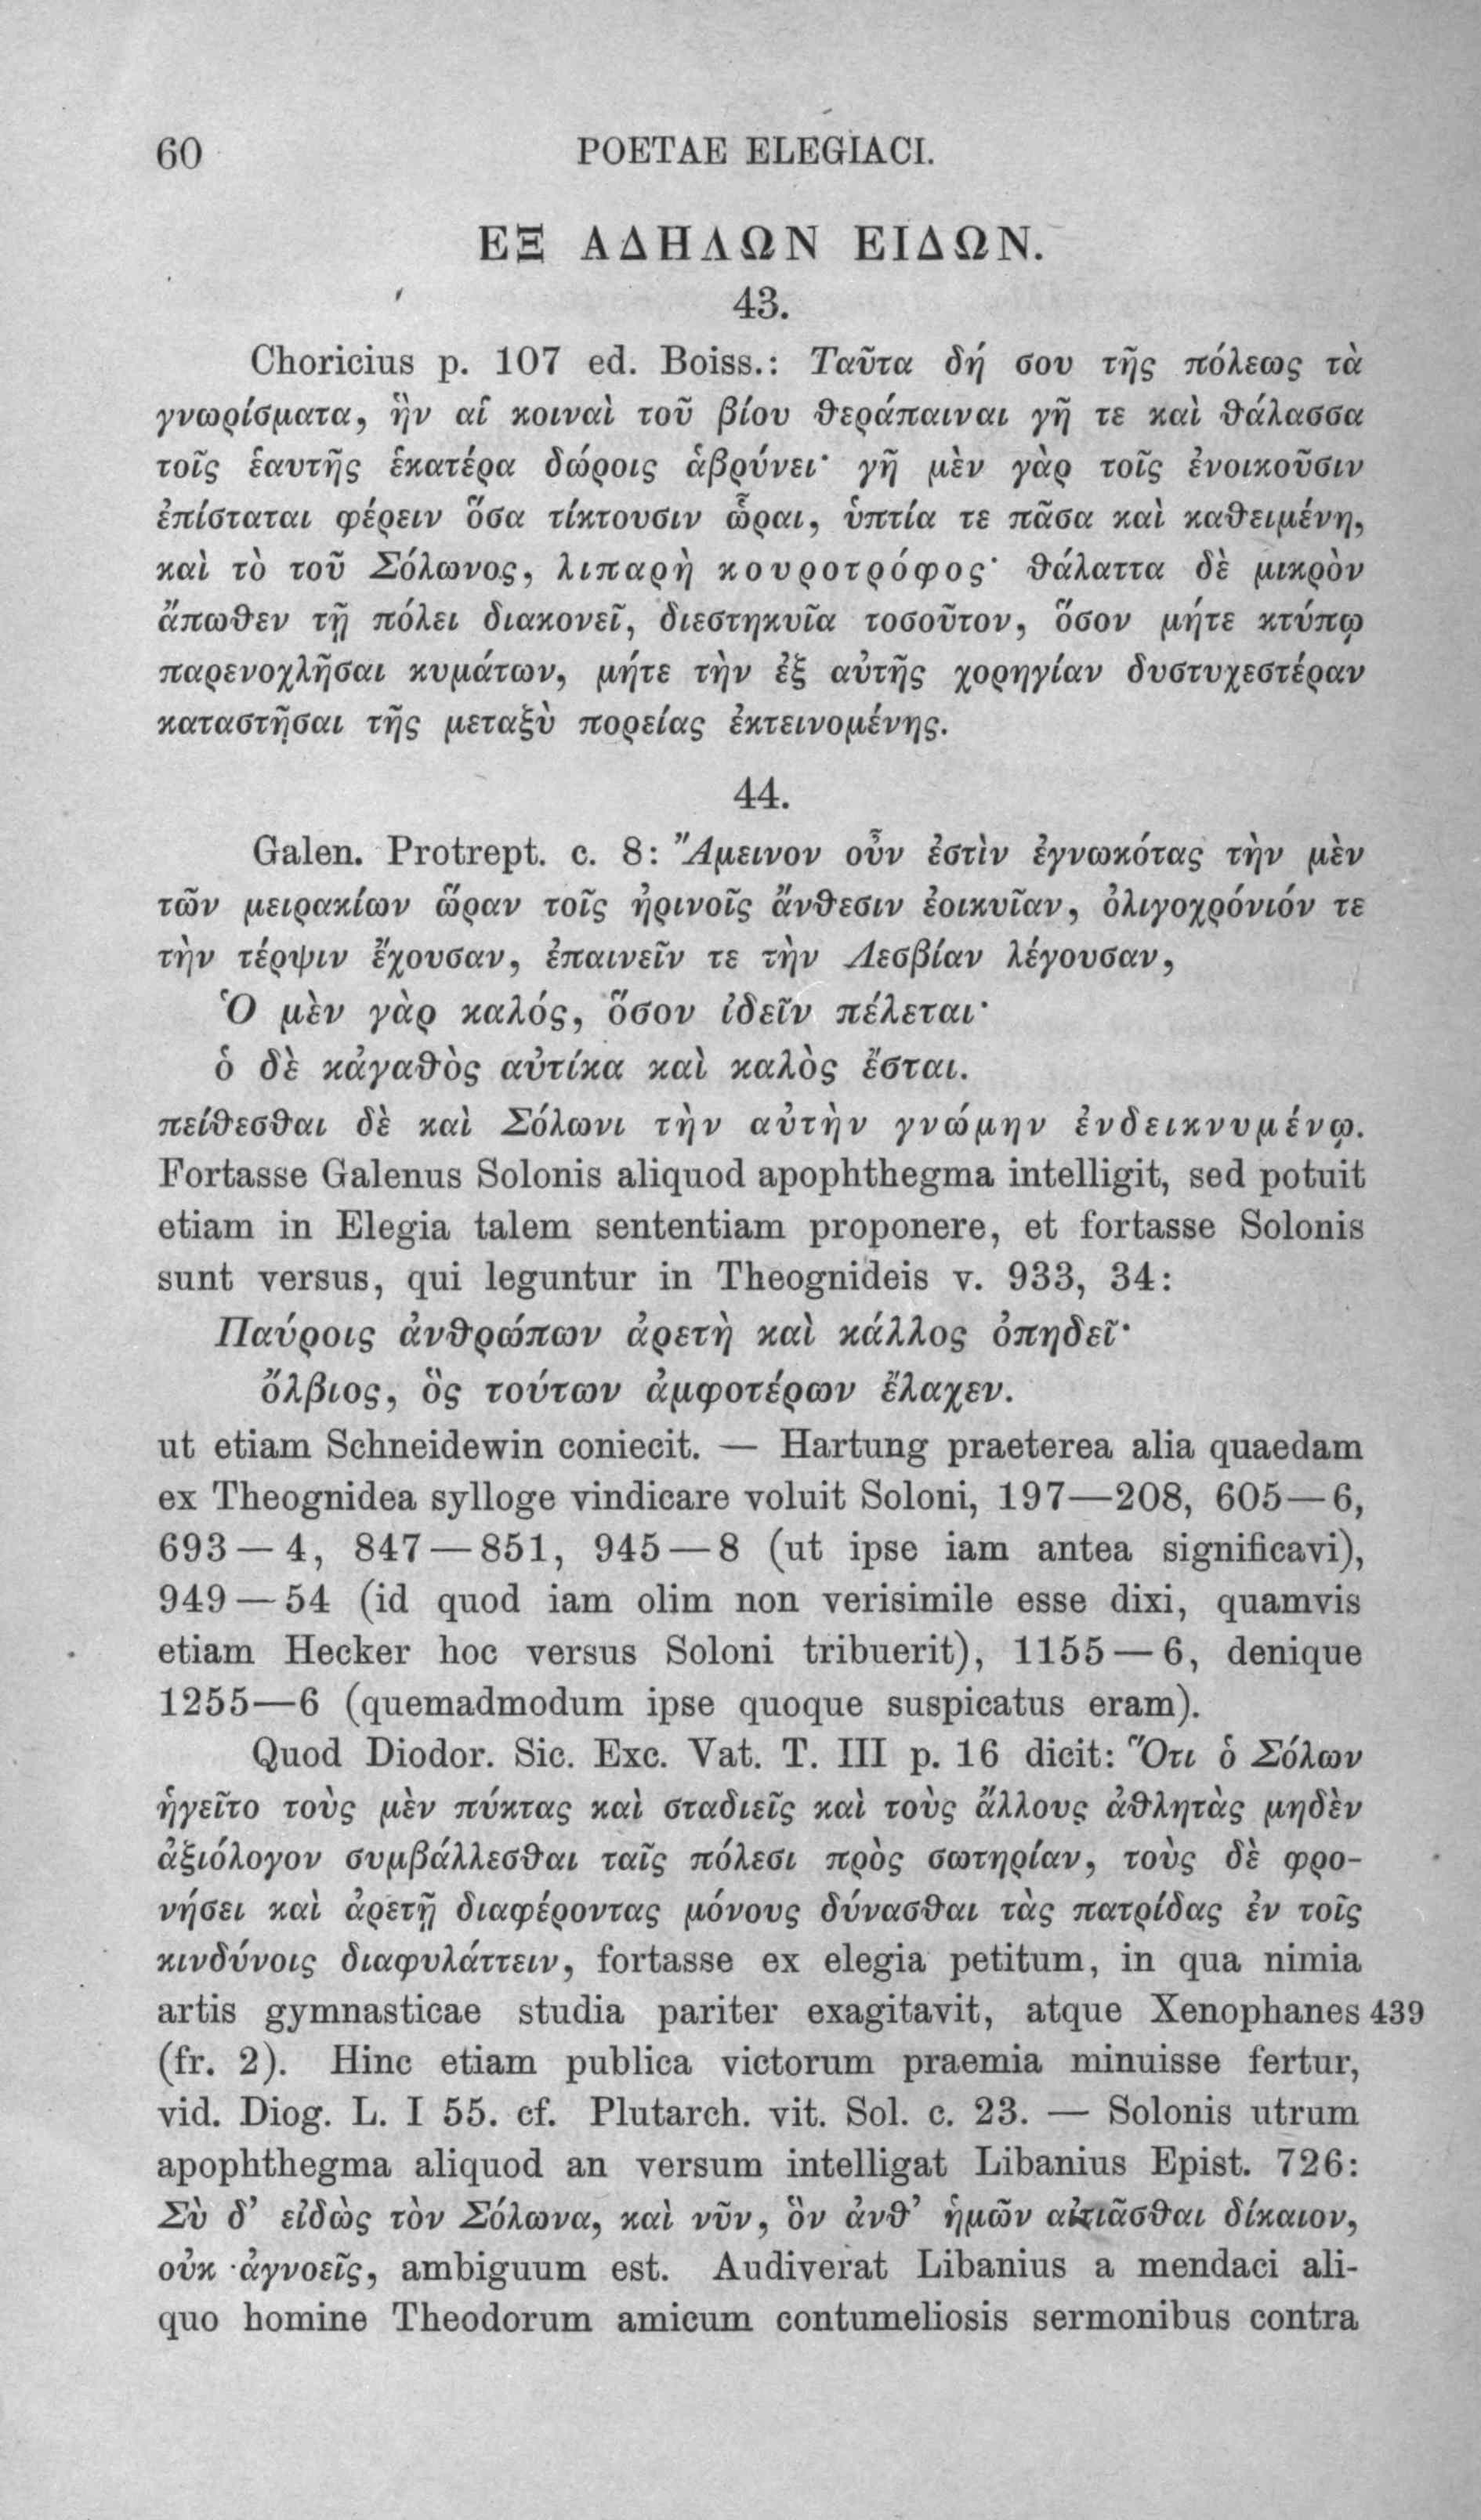 60 POETAE ELEGIACI.
ΕΞ ΑΔΗΛΩΝ ΕΙΔΩΝ.
43.
Choricius p. 107 ed. Boiss.: Ταῦτα δή σου τῆς πόλεως τὰ
γνωρίσματα, ἣν αἱ κοιναὶ τοῦ βίου θεράπαιναι γῆ τε καὶ θάλασσα
τοῖς ἑαυτῆς ἑκατέρα δώροις ἁβρύνει· γῆ μὲν γὰρ τοῖς ἐνοικοῦσιν
ἐπίσταται φέρειν ὅσα τίκτουσιν ὧραι, ὑπτία τε πᾶσα καὶ καθειμένη,
καὶ τὸ τοῦ Σόλωνος, λιπαρὴ κουροτρόφος· θάλαττα δὲ μικρὸν
ἄπωθεν τῇ πόλει διακονεῖ, διεστηκυῖα τοσοῦτον, ὅσον μήτε κτύπῳ
παρενοχλῆσαι κυμάτων, μήτε τὴν ἐξ αὐτῆς χορηγίαν δυστυχεστέραν
καταστῆσαι τῆς μεταξὺ πορείας ἐκτεινομένης.
44.
Galen. Protrept. c. 8: Ἄμεινον οὖν ἐστὶν ἐγνωκότας τὴν μὲν
τῶν μειρακίων ὥραν τοῖς ἠρινοῖς ἄνθεσιν ἐοικυῖαν, ὀλιγοχρόνιόν τε
τὴν τέρψιν ἔχουσαν, ἐπαινεῖν τε τὴν Λεσβίαν λέγουσαν,
Ὁ μὲν γὰρ καλός, ὅσον ἰδεῖν πέλεται·
ὁ δὲ κἀγαθὸς αὐτίκα καὶ καλὸς ἔσται.
πείθεσθαι δὲ καὶ Σόλωνι τὴν αὐτὴν γνώμην ἐνδεικνυμένῳ.
Fortasse Galenus Solonis aliquod apophthegma intelligit, sed potuit
etiam in Elegia talem sententiam proponere, et fortasse Solonis
sunt versus, qui leguntur in Theognideis v. 933, 34:
Παύροις ἀνθρώπων ἀρετὴ καὶ κάλλος ὀπηδεῖ·
ὄλβιος, ὃς τούτων ἀμφοτέρων ἔλαχεν.
ut etiam Schneidewin coniecit. — Hartung praeterea alia quaedam
ex Theognidea sylloge vindicare voluit Soloni, 197—208, 605—6,
693—4, 847—851, 945—8 (ut ipse iam antea significavi),
949—54 (id quod iam olim non verisimile esse dixi, quamvis
etiam Hecker hoc versus Soloni tribuerit), 1155—6, denique
1255—6 (quemadmodum ipse quoque suspicatus eram).
Quod Diodor. Sic. Exc. Vat. T. III p. 16 dicit: Ὅτι ὁ Σόλων
ἡγεῖτο τοὺς μὲν πύκτας καὶ σταδιεῖς καὶ τοὺς ἄλλους ἀθλητὰς μηδὲν
ἀξιόλογον συμβάλλεσθαι ταῖς πόλεσι πρὸς σωτηρίαν, τοὺς δὲ φρο-
νήσει καὶ ἀρετῇ διαφέροντας μόνους δύνασθαι τὰς πατρίδας ἐν τοῖς
κινδύνοις διαφυλάττειν, fortasse ex elegia petitum, in qua nimia
artis gymnasticae studia pariter exagitavit, atque Xenophanes 439
(fr. 2). Hinc etiam publica victorum praemia minuisse fertur,
vid. Diog. L. I 55. cf. Plutarch. vit. Sol. c. 23. — Solonis utrum
apophthegma aliquod an versum intelligat Libanius Epist. 726:
Σὺ δ’ εἰδὼς τὸν Σόλωνα, καὶ νῦν, ὃν ἀνθ’ ἡμῶν αἰτιᾶσθαι δίκαιον,
οὐκ ἀγνοεῖς, ambiguum est. Audiverat Libanius a mendaci ali-
quo homine Theodorum amicum contumeliosis sermonibus contra